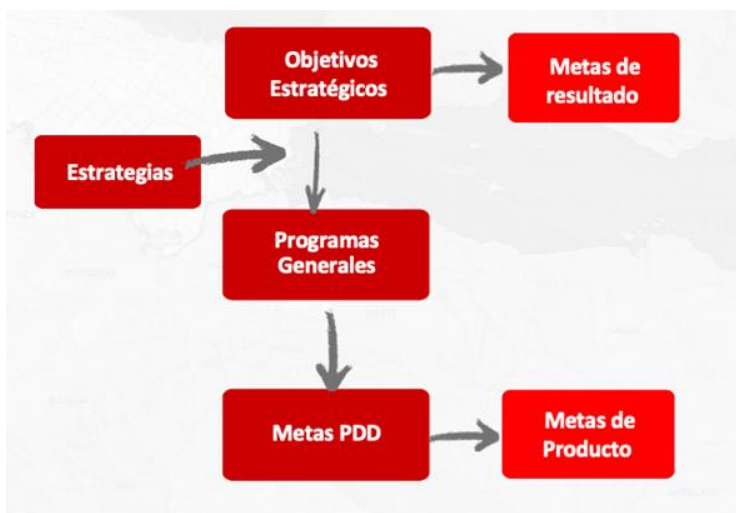 Objetivos
Estratégicos
Metas de
resultado
Estrategias
Programas
Generales
Metas PDD
Metas de
Producto